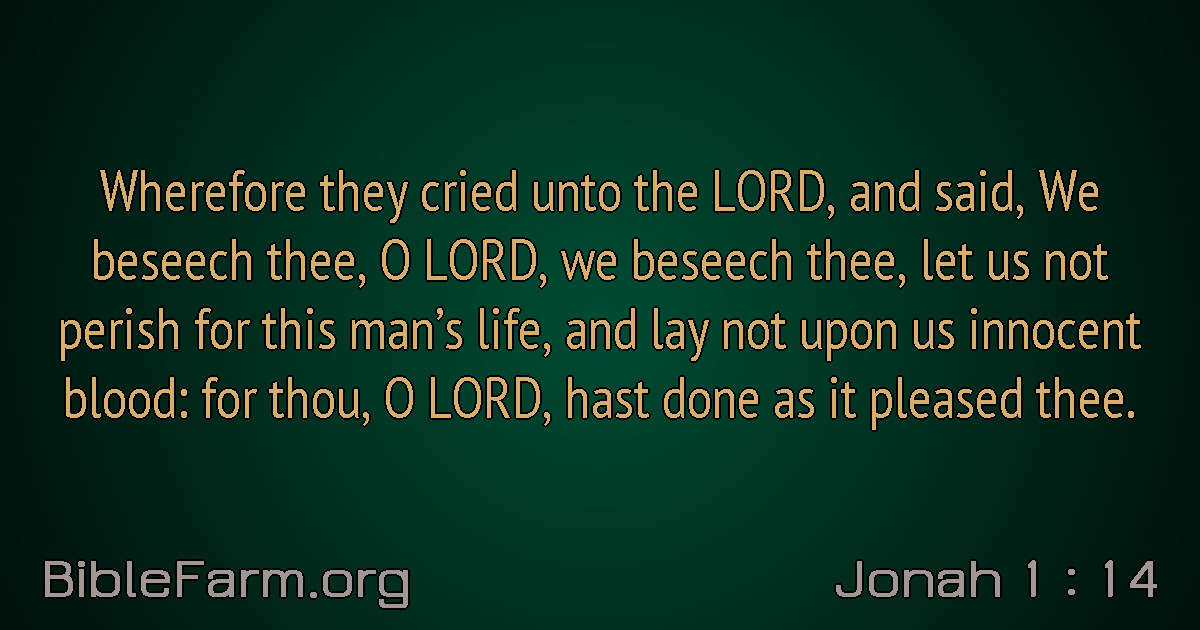 Wherefore they cried unto the LORD, and said, We
beseech thee, O LORD, we beseech thee, let us not
perish for this man’s life, and lay not upon us innocent
blood: for thou, O LORD, hast done as it pleased thee.
BibleFarm.org
Jonah 1 : 14